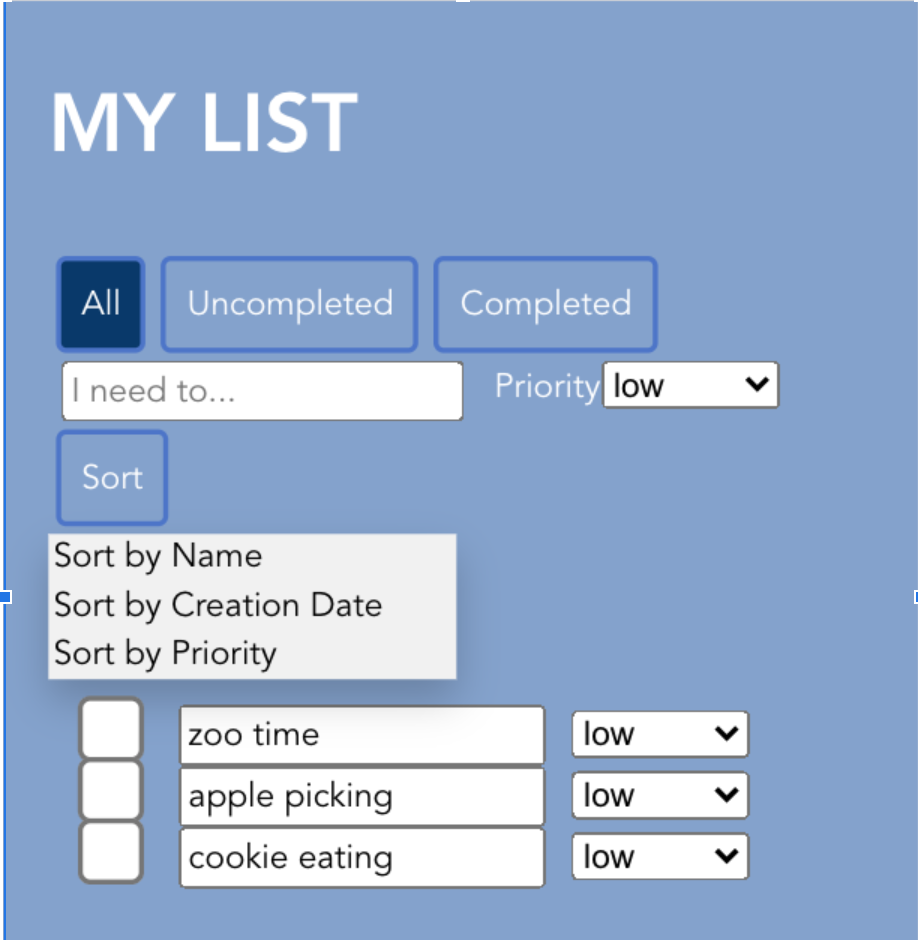 MY LIST
All Uncompleted Completed
I need to... Priority low
Sort
Sort by Name
Sort by Creation Date
Sort by Priority
zoo time low
apple picking low
cookie eating low